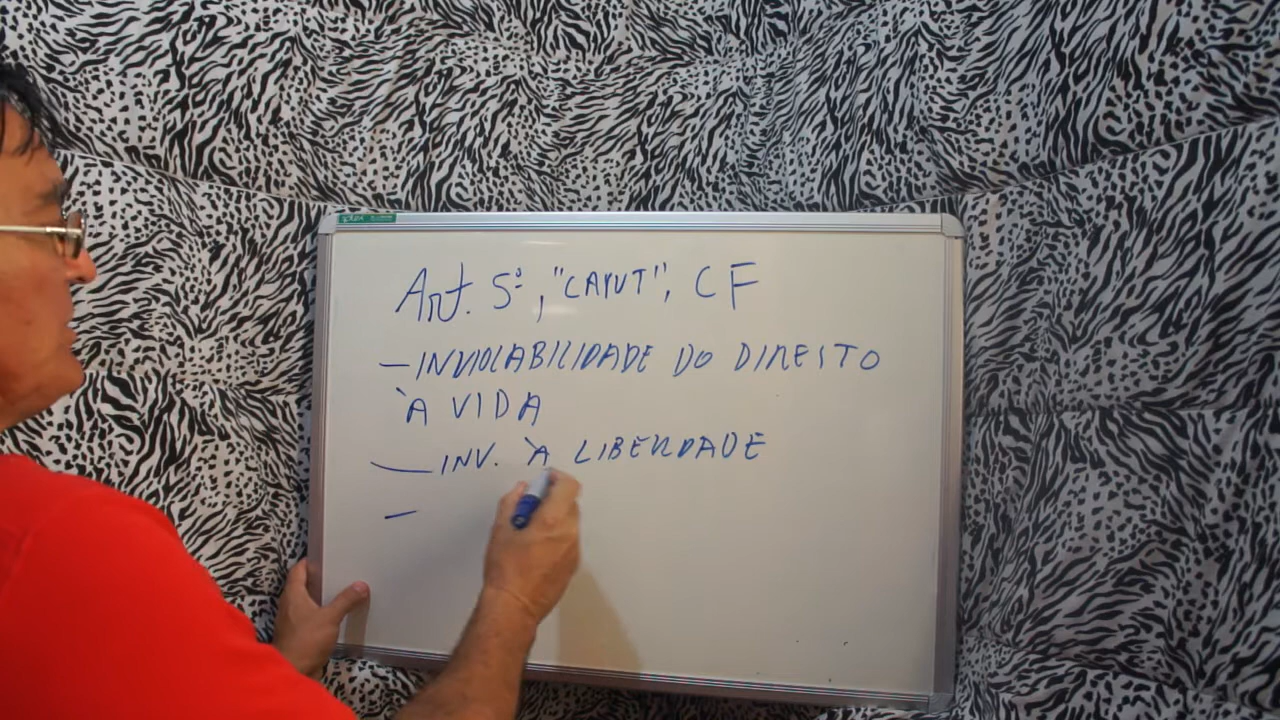 Art. 5º, "CAPUT", CF
— INVIOLABILIDADE DO DIREITO
À VIDA
— INV. À LIBERDADE
—